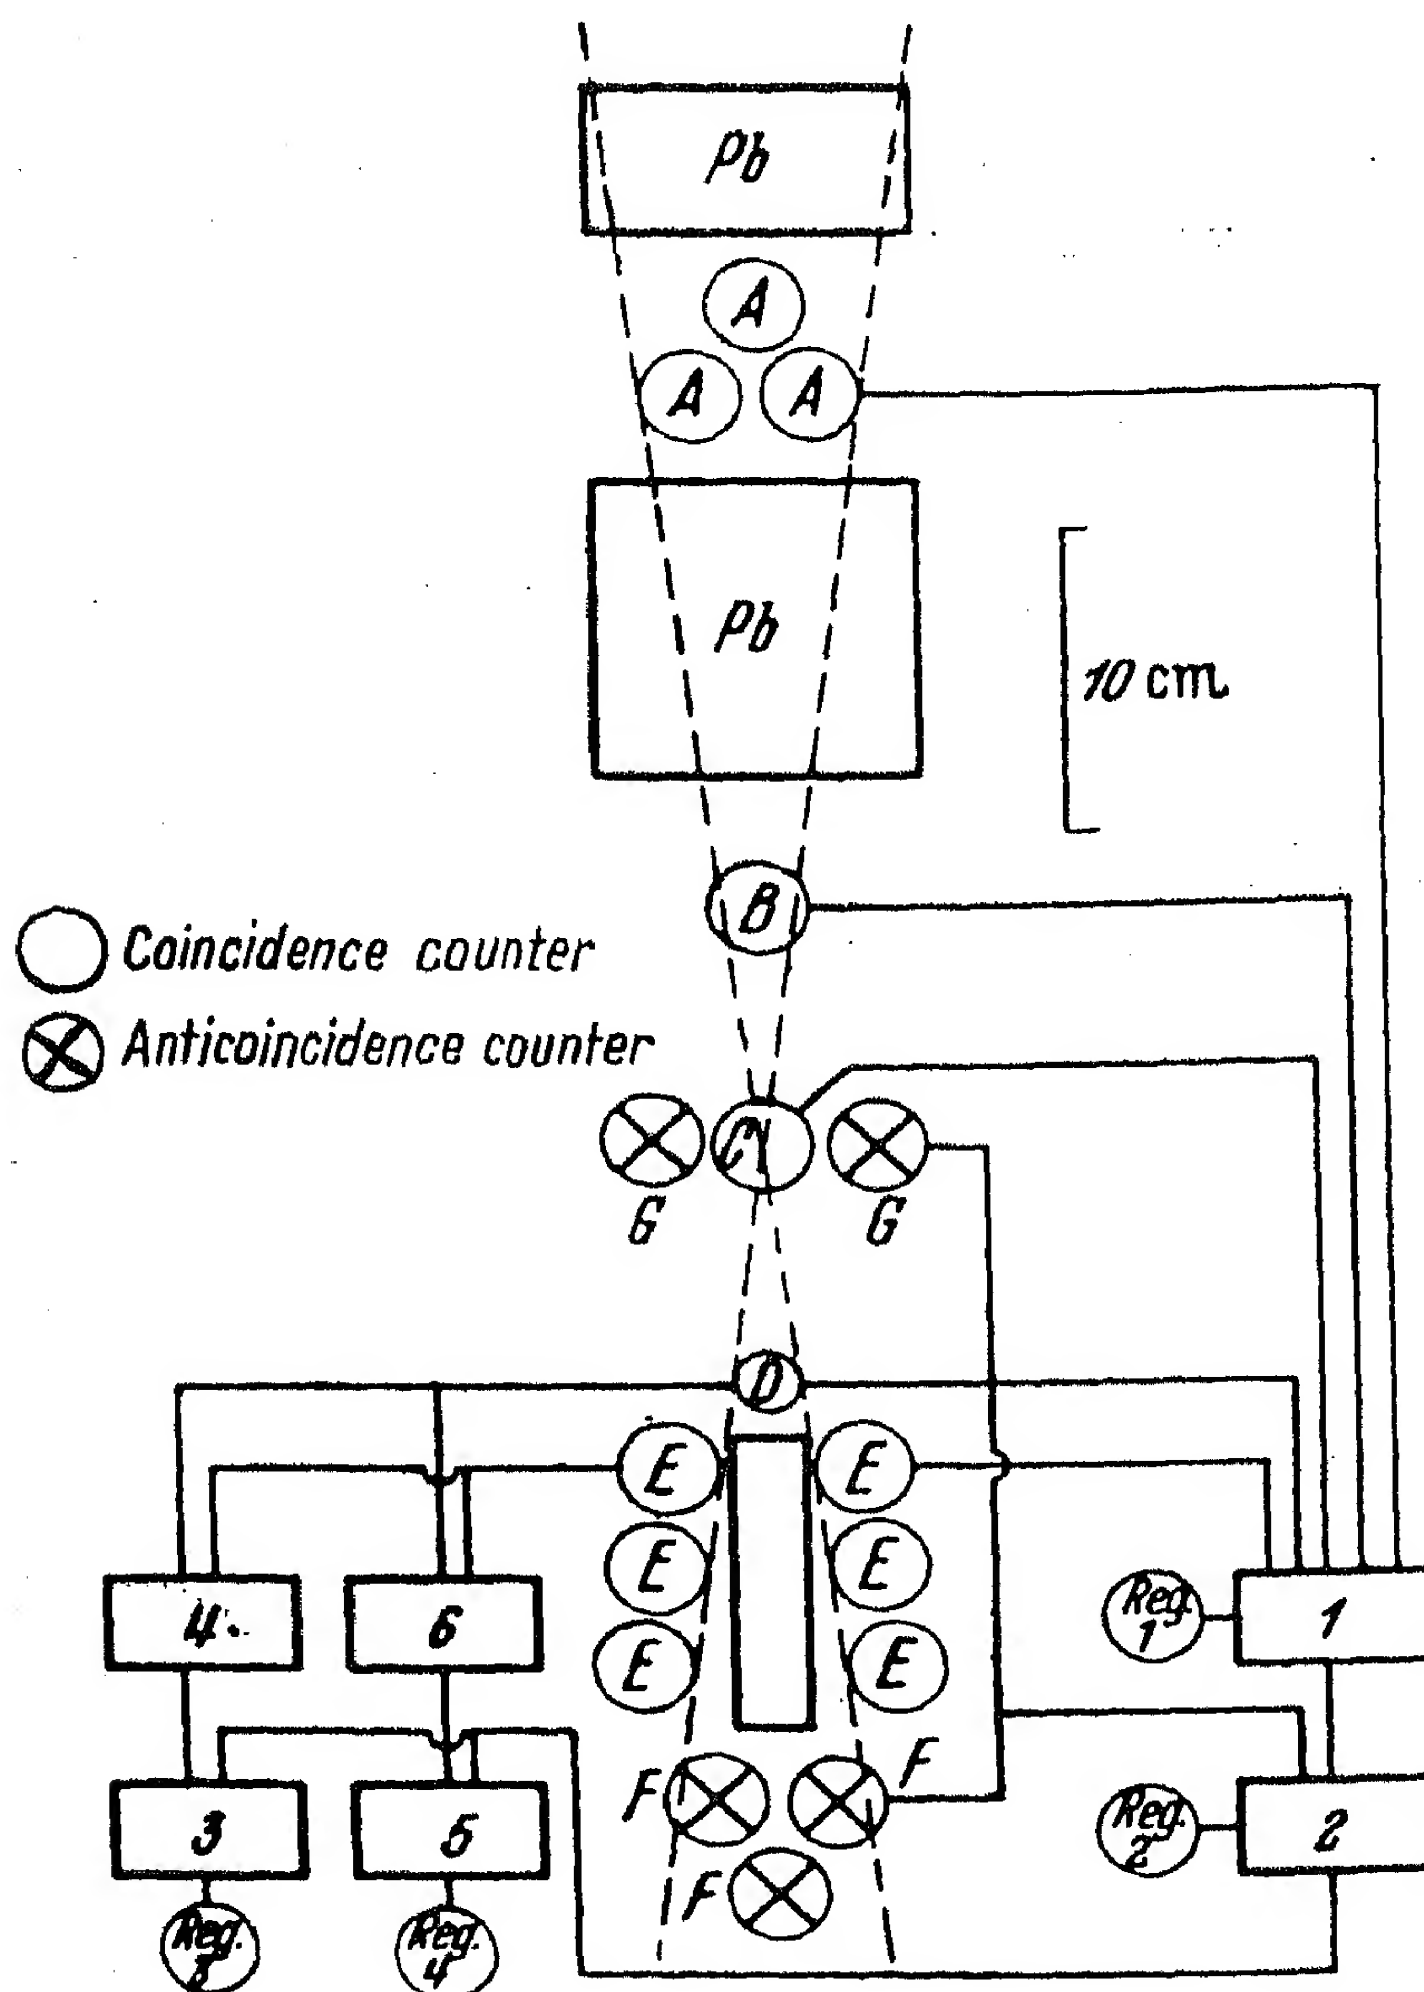 Pb
A
A A
Pb
10 cm
B
Coincidence counter
Anticoincidence counter
C
G G
D
E E
E E
E E
4 6
Reg. 1
1
F F
3 5
Reg. 2
2
F
Reg. 3
Reg. 4